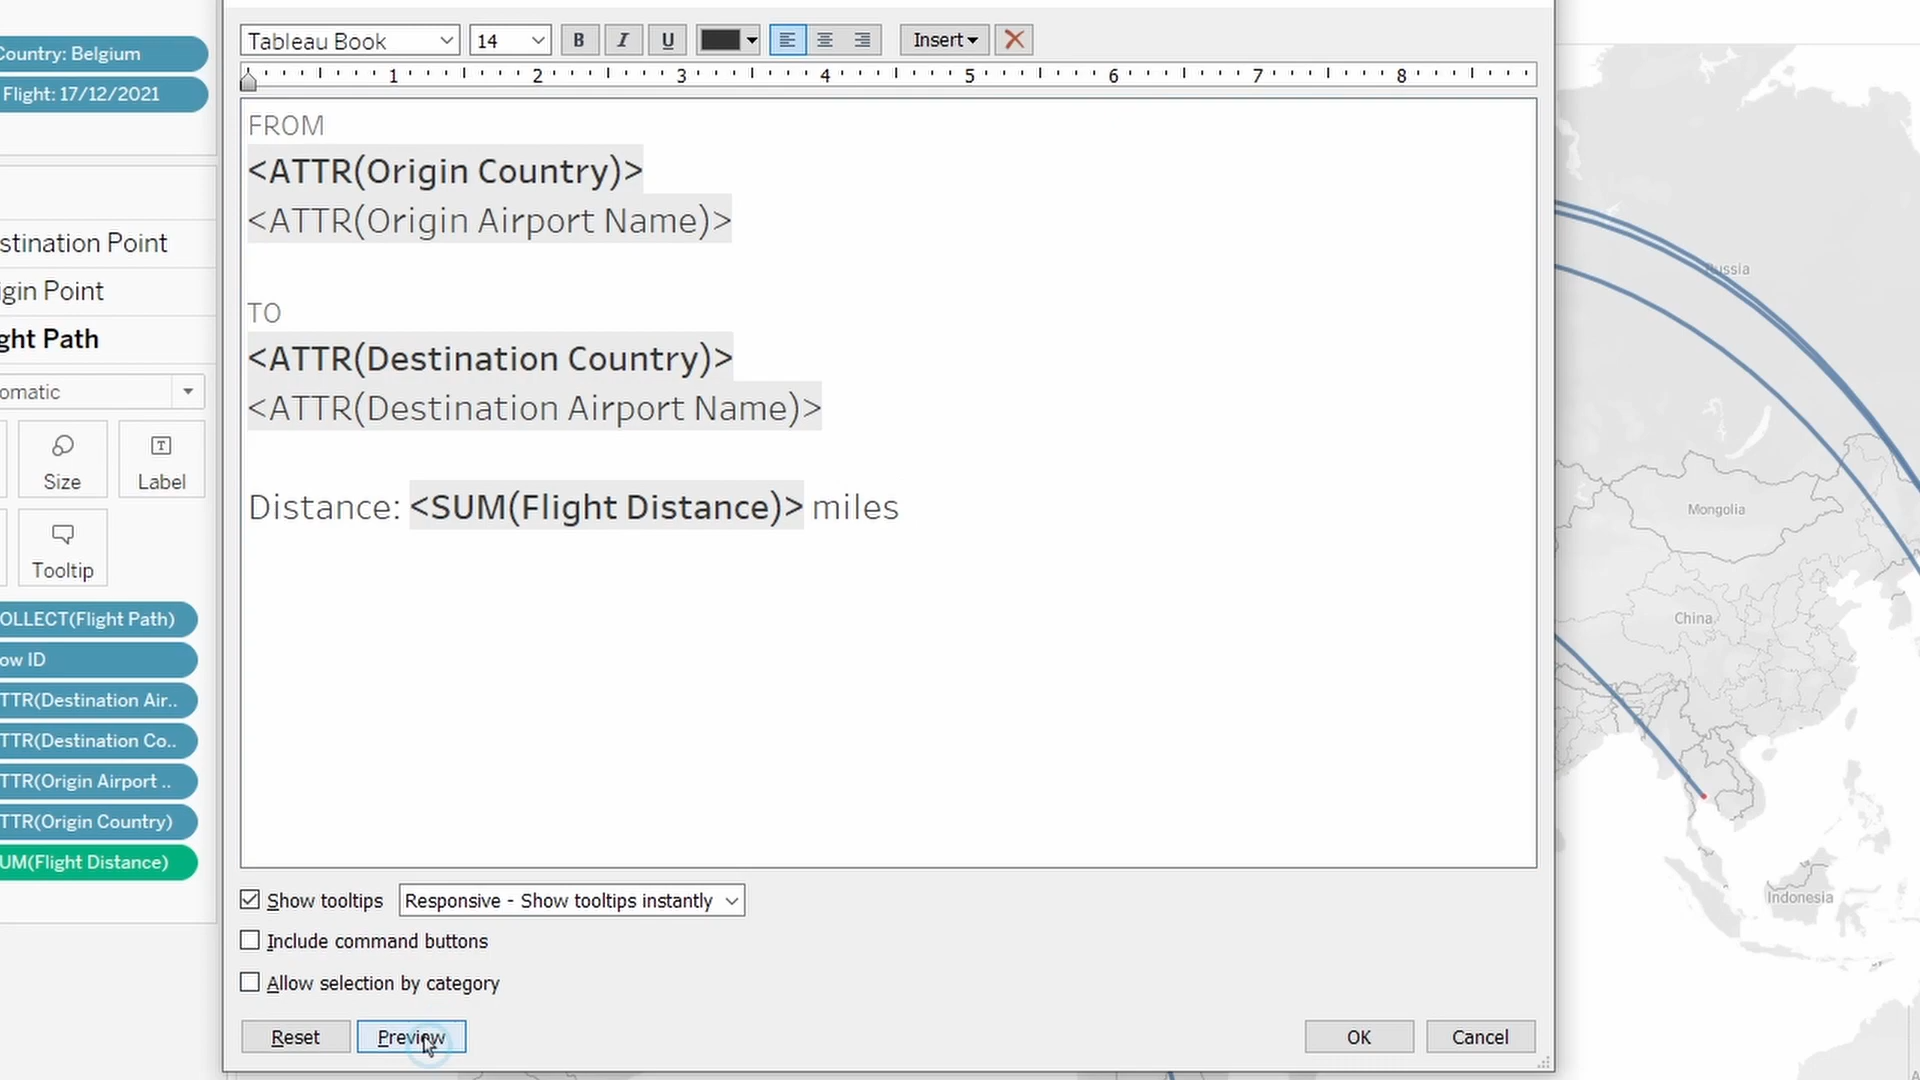 Country: Belgium
Flight: 17/12/2021
stination Point
igin Point
ght Path
omatic
Size
Label
Tooltip
OLLECT(Flight Path)
ow ID
TTR(Destination Air..
TTR(Destination Co..
TTR(Origin Airport ..
TTR(Origin Country)
UM(Flight Distance)
Tableau Book
14
B I U
Insert
1 2 3 4 5 6 7 8
FROM
<ATTR(Origin Country)>
<ATTR(Origin Airport Name)>
TO
<ATTR(Destination Country)>
<ATTR(Destination Airport Name)>
Distance: <SUM(Flight Distance)> miles
Show tooltips
Responsive - Show tooltips instantly
Include command buttons
Allow selection by category
Reset
Preview
OK
Cancel
Russia
Mongolia
China
Indonesia